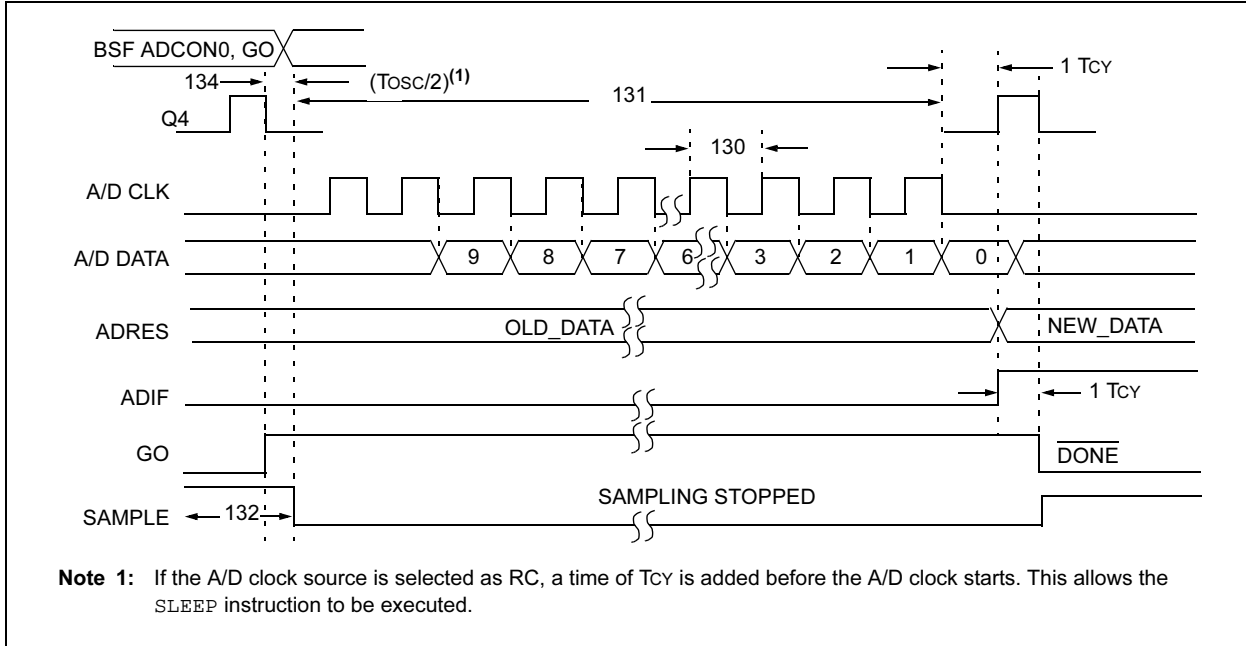 BSF ADCON0, GO
134 (TOSC/2)(1) 131 1 TCY
Q4
130
A/D CLK
A/D DATA 9 8 7 6 3 2 1 0
ADRES OLD_DATA NEW_DATA
ADIF 1 TCY
GO DONE
SAMPLE 132 SAMPLING STOPPED
Note 1: If the A/D clock source is selected as RC, a time of TCY is added before the A/D clock starts. This allows the
SLEEP instruction to be executed.